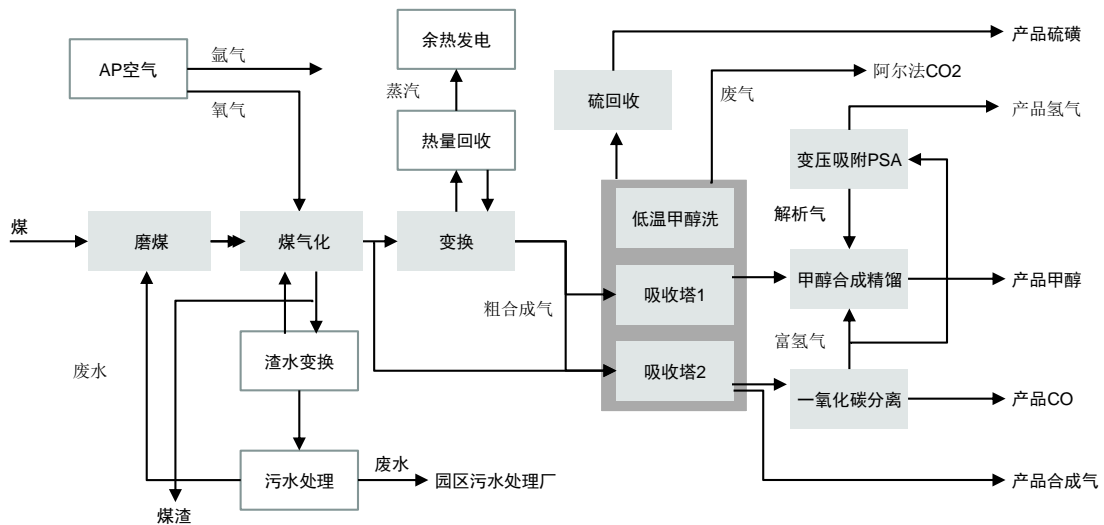 余热发电
产品硫磺
AP空气
氩气
阿尔法CO2
蒸汽
硫回收
废气
氧气
产品氢气
热量回收
变压吸附PSA
煤
低温甲醇洗
解析气
磨煤
煤气化
变换
甲醇合成精馏
产品甲醇
粗合成气
吸收塔1
富氢气
废水
渣水变换
吸收塔2
一氧化碳分离
产品CO
废水
污水处理
园区污水处理厂
产品合成气
煤渣